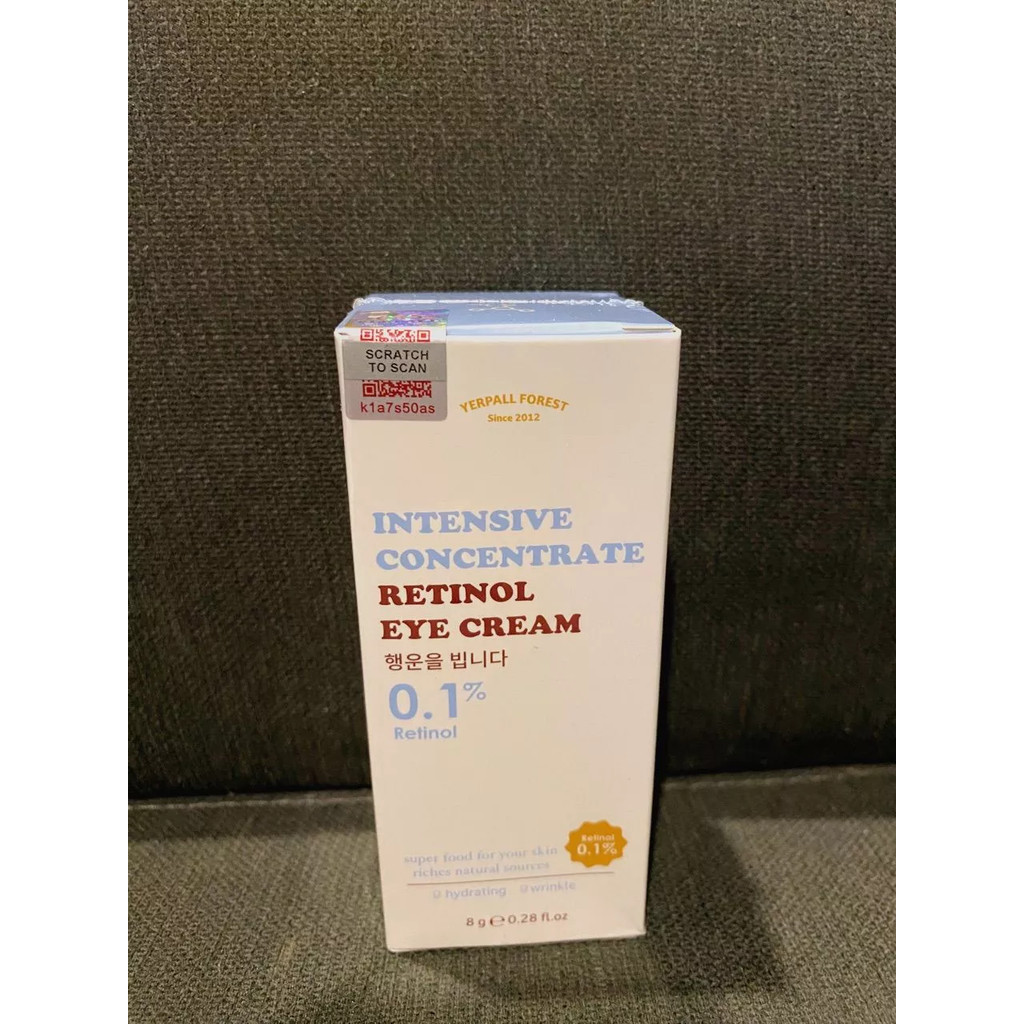 SCRATCH
TO SCAN
k1a7s50as
YERPALL FOREST
Since 2012
INTENSIVE
CONCENTRATE
RETINOL
EYE CREAM
행운을 빕니다
0.1%
Retinol
Retinol
0.1%
super food for your skin
riches natural sources
hydrating wrinkle
8 g e 0.28 fl.oz